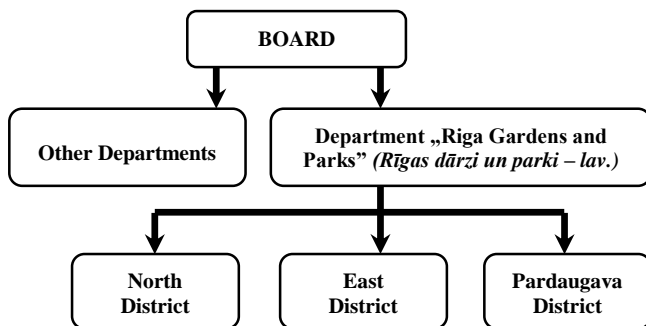 BOARD
Other Departments
Department „Riga Gardens and
Parks” (Rīgas dārzi un parki – lav.)
North
District
East
District
Pardaugava
District